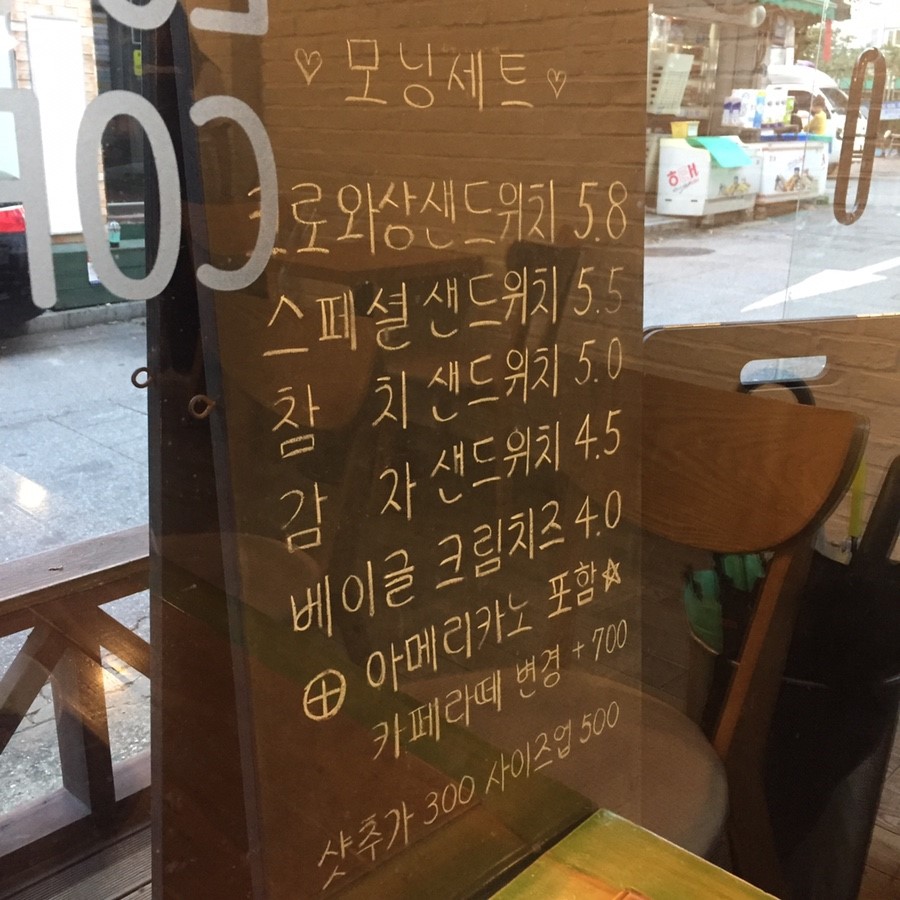 ♡ 모닝세트 ♡
크로와상샌드위치 5.8
스페셜 샌드위치 5.5
참 치 샌드위치 5.0
감 자 샌드위치 4.5
베이글 크림치즈 4.0
⊕ 아메리카노 포함☆
카페라떼 변경 +700
샷추가 300 사이즈업 500